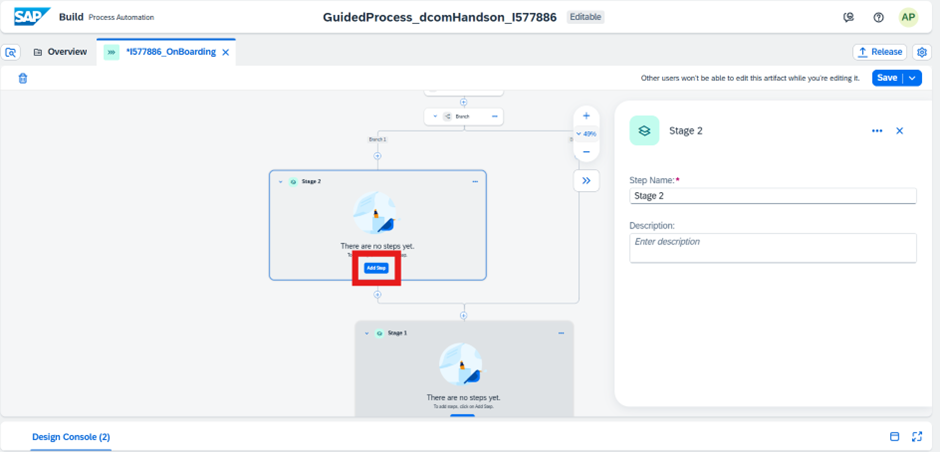 SAP Build Process Automation
GuidedProcess_dcomHandson_I577886 Editable
AP
Overview
*I577886_OnBoarding
Release
Other users won't be able to edit this artifact while you're editing it.
Save
Branch
Branch 1
49%
Stage 2
There are no steps yet.
Add Step
Stage 1
There are no steps yet.
To add steps, click on Add Step.
Stage 2
Step Name:*
Stage 2
Description:
Enter description
Design Console (2)